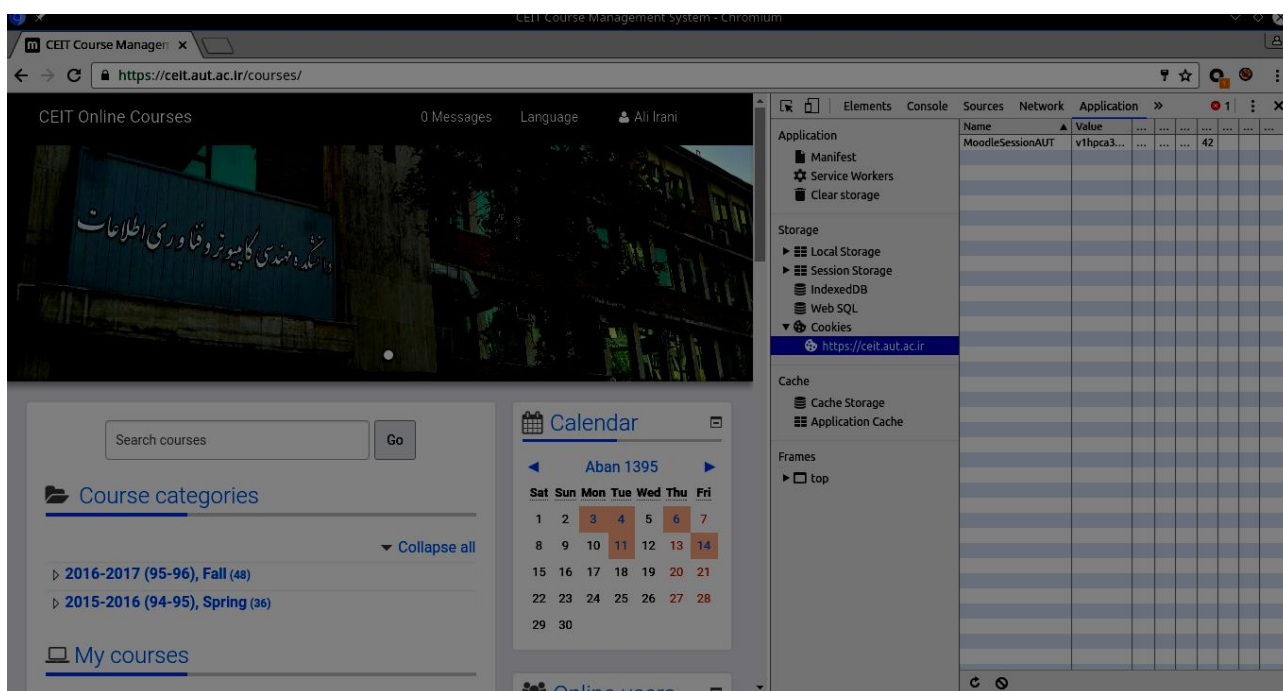 CEIT Course Management System - Chromium
CEIT Course Managem
https://ceit.aut.ac.ir/courses/
CEIT Online Courses
0 Messages
Language
Ali Irani
دانشکده مهندسی کامپیوتر و فناوری اطلاعات
Search courses
Go
Course categories
Collapse all
2016-2017 (95-96), Fall (48)
2015-2016 (94-95), Spring (36)
My courses
Calendar
Aban 1395
Sat Sun Mon Tue Wed Thu Fri
1 2 3 4 5 6 7
8 9 10 11 12 13 14
15 16 17 18 19 20 21
22 23 24 25 26 27 28
29 30
Online users
Elements Console Sources Network Application » 1
Application
Manifest
Service Workers
Clear storage
Storage
Local Storage
Session Storage
IndexedDB
Web SQL
Cookies
https://ceit.aut.ac.ir
Cache
Cache Storage
Application Cache
Frames
top
Name Value ... ... ... ... ... ... ...
MoodleSessionAUT v1hpca3... ... ... ... 42